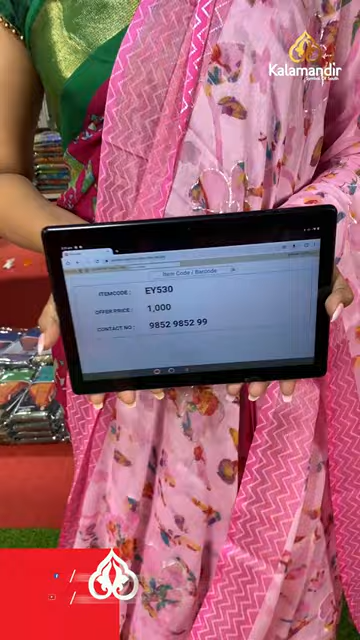 Kalamandir
Item Code / Barcode
ITEMCODE : EY530
OFFER PRICE : 1,000
CONTACT NO : 9852 9852 99